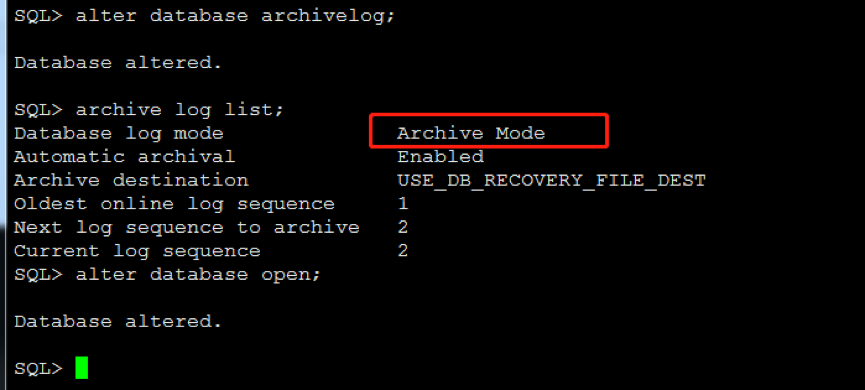 SQL> alter database archivelog;
Database altered.
SQL> archive log list;
Database log mode Archive Mode
Automatic archival Enabled
Archive destination USE_DB_RECOVERY_FILE_DEST
Oldest online log sequence 1
Next log sequence to archive 2
Current log sequence 2
SQL> alter database open;
Database altered.
SQL>